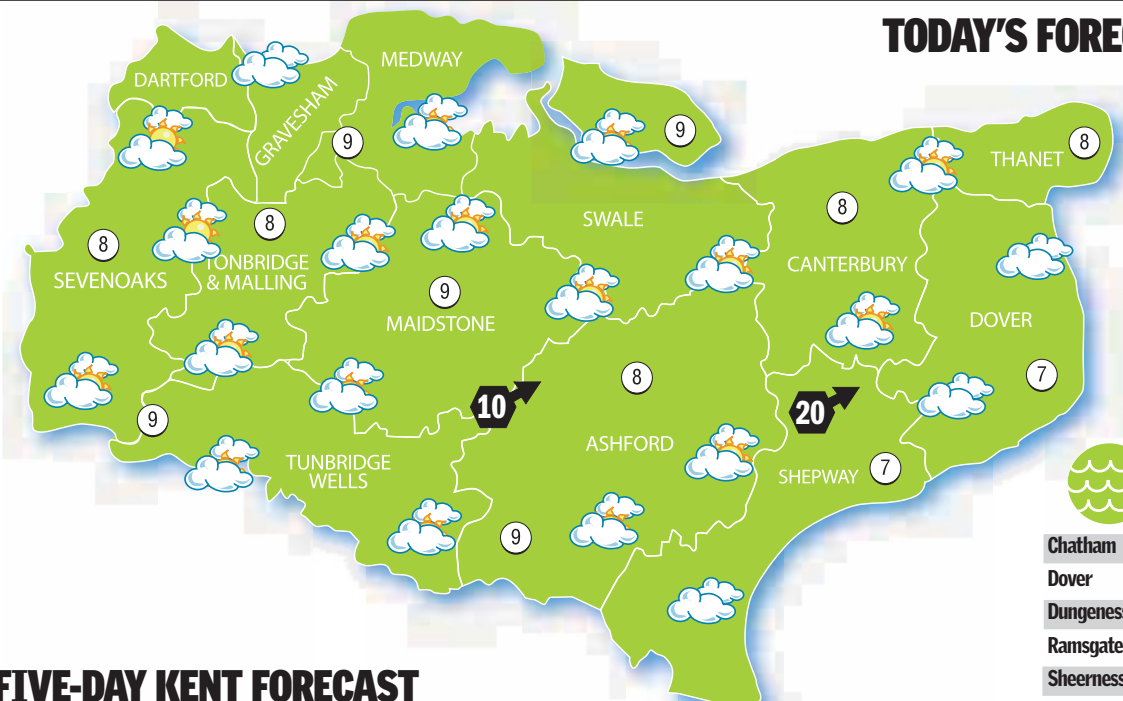 TODAY'S FORE
DARTFORD
GRAVESHAM
MEDWAY
9
9
THANET
8
8
SWALE
8
8
SEVENOAKS
TONBRIDGE
& MALLING
CANTERBURY
9
MAIDSTONE
DOVER
8
7
10
20
9
ASHFORD
TUNBRIDGE
WELLS
SHEPWAY
7
9
Chatham
Dover
Dungeness
Ramsgate
Sheerness
FIVE-DAY KENT FORECAST